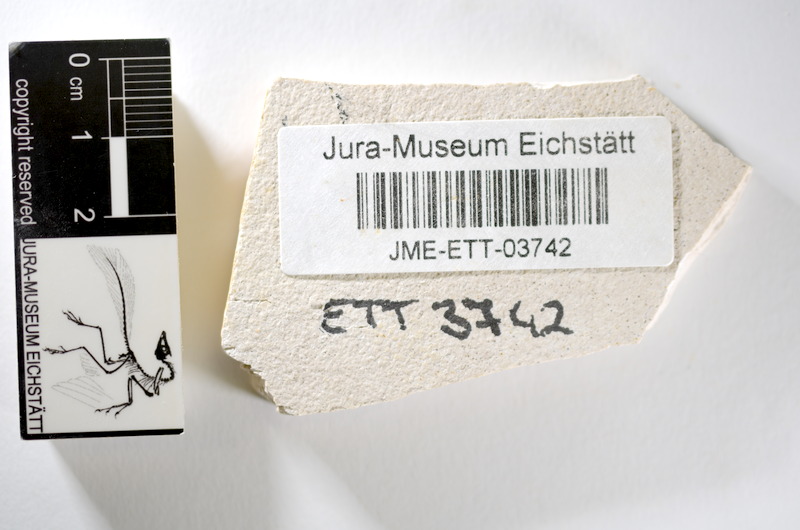 0 cm 1 2
copyright reserved JURA-MUSEUM EICHSTÄTT
Jura-Museum Eichstätt
JME-ETT-03742
ETT 3742